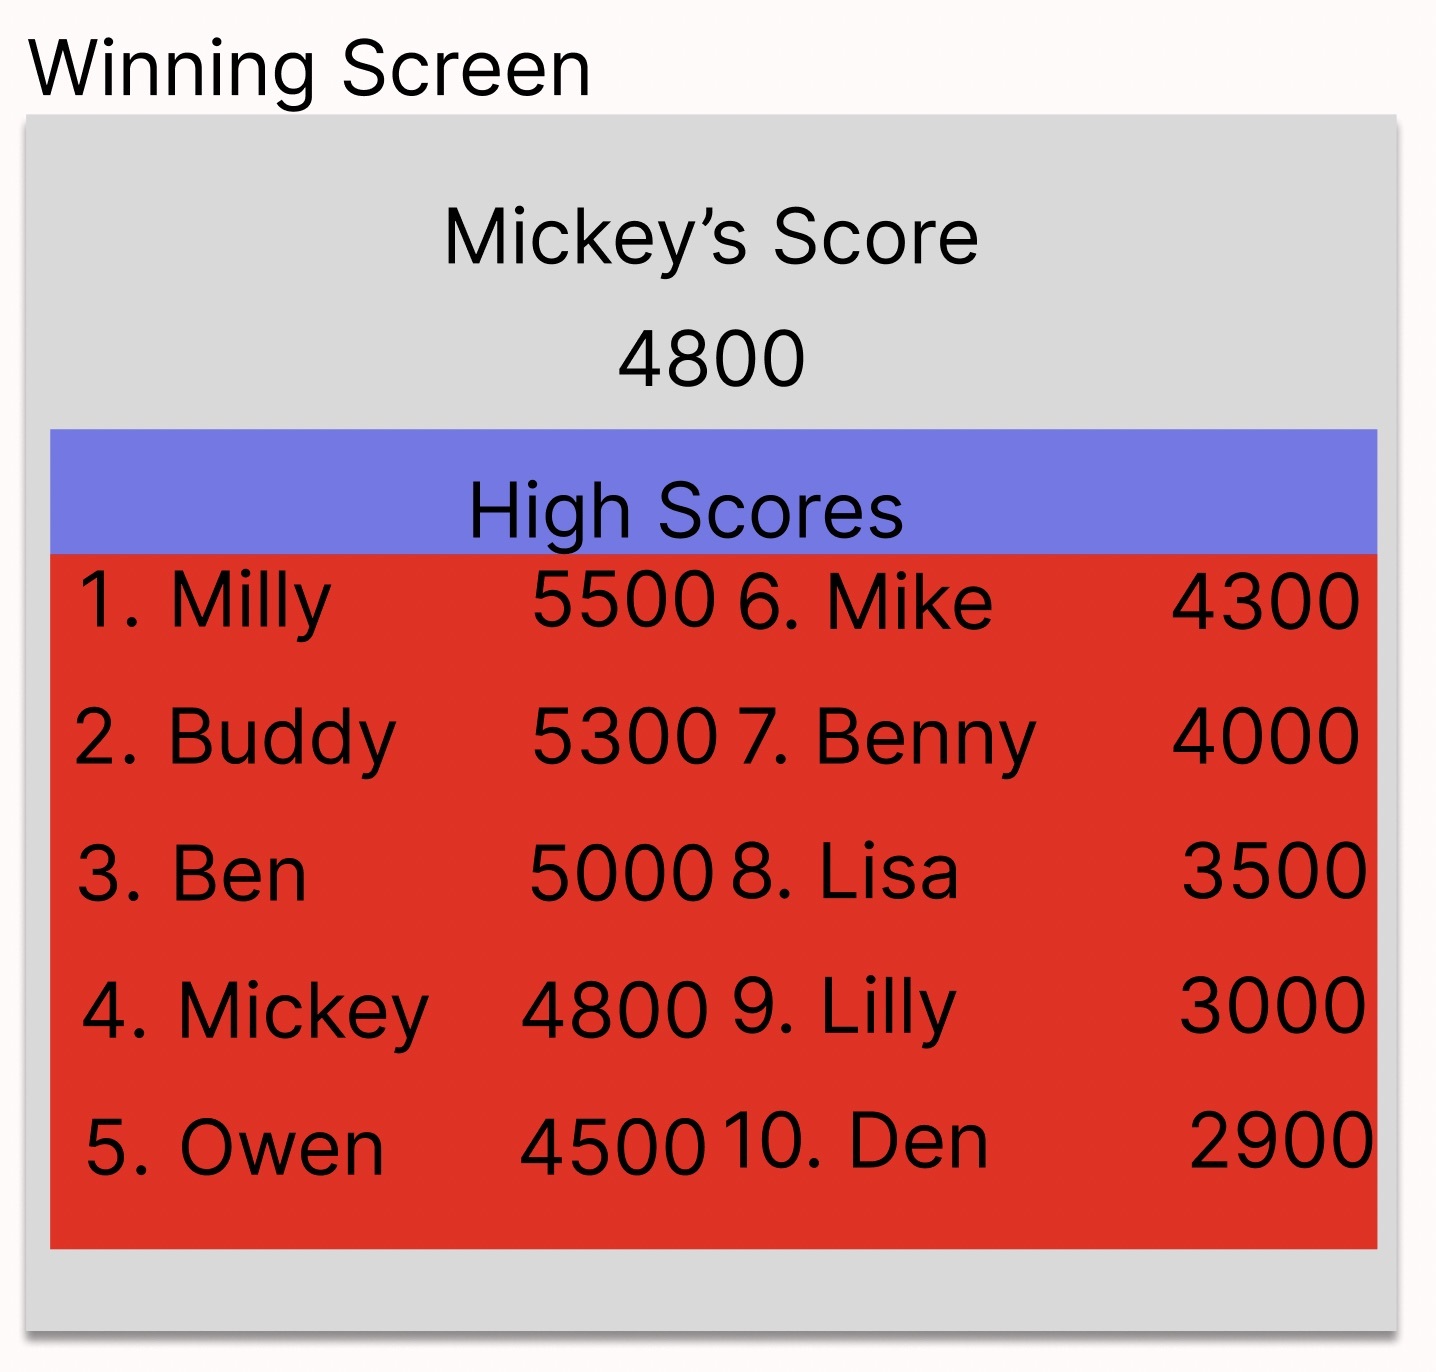 Winning Screen
Mickey’s Score
4800
High Scores
1. Milly 5500 6. Mike 4300
2. Buddy 5300 7. Benny 4000
3. Ben 5000 8. Lisa 3500
4. Mickey 4800 9. Lilly 3000
5. Owen 4500 10. Den 2900